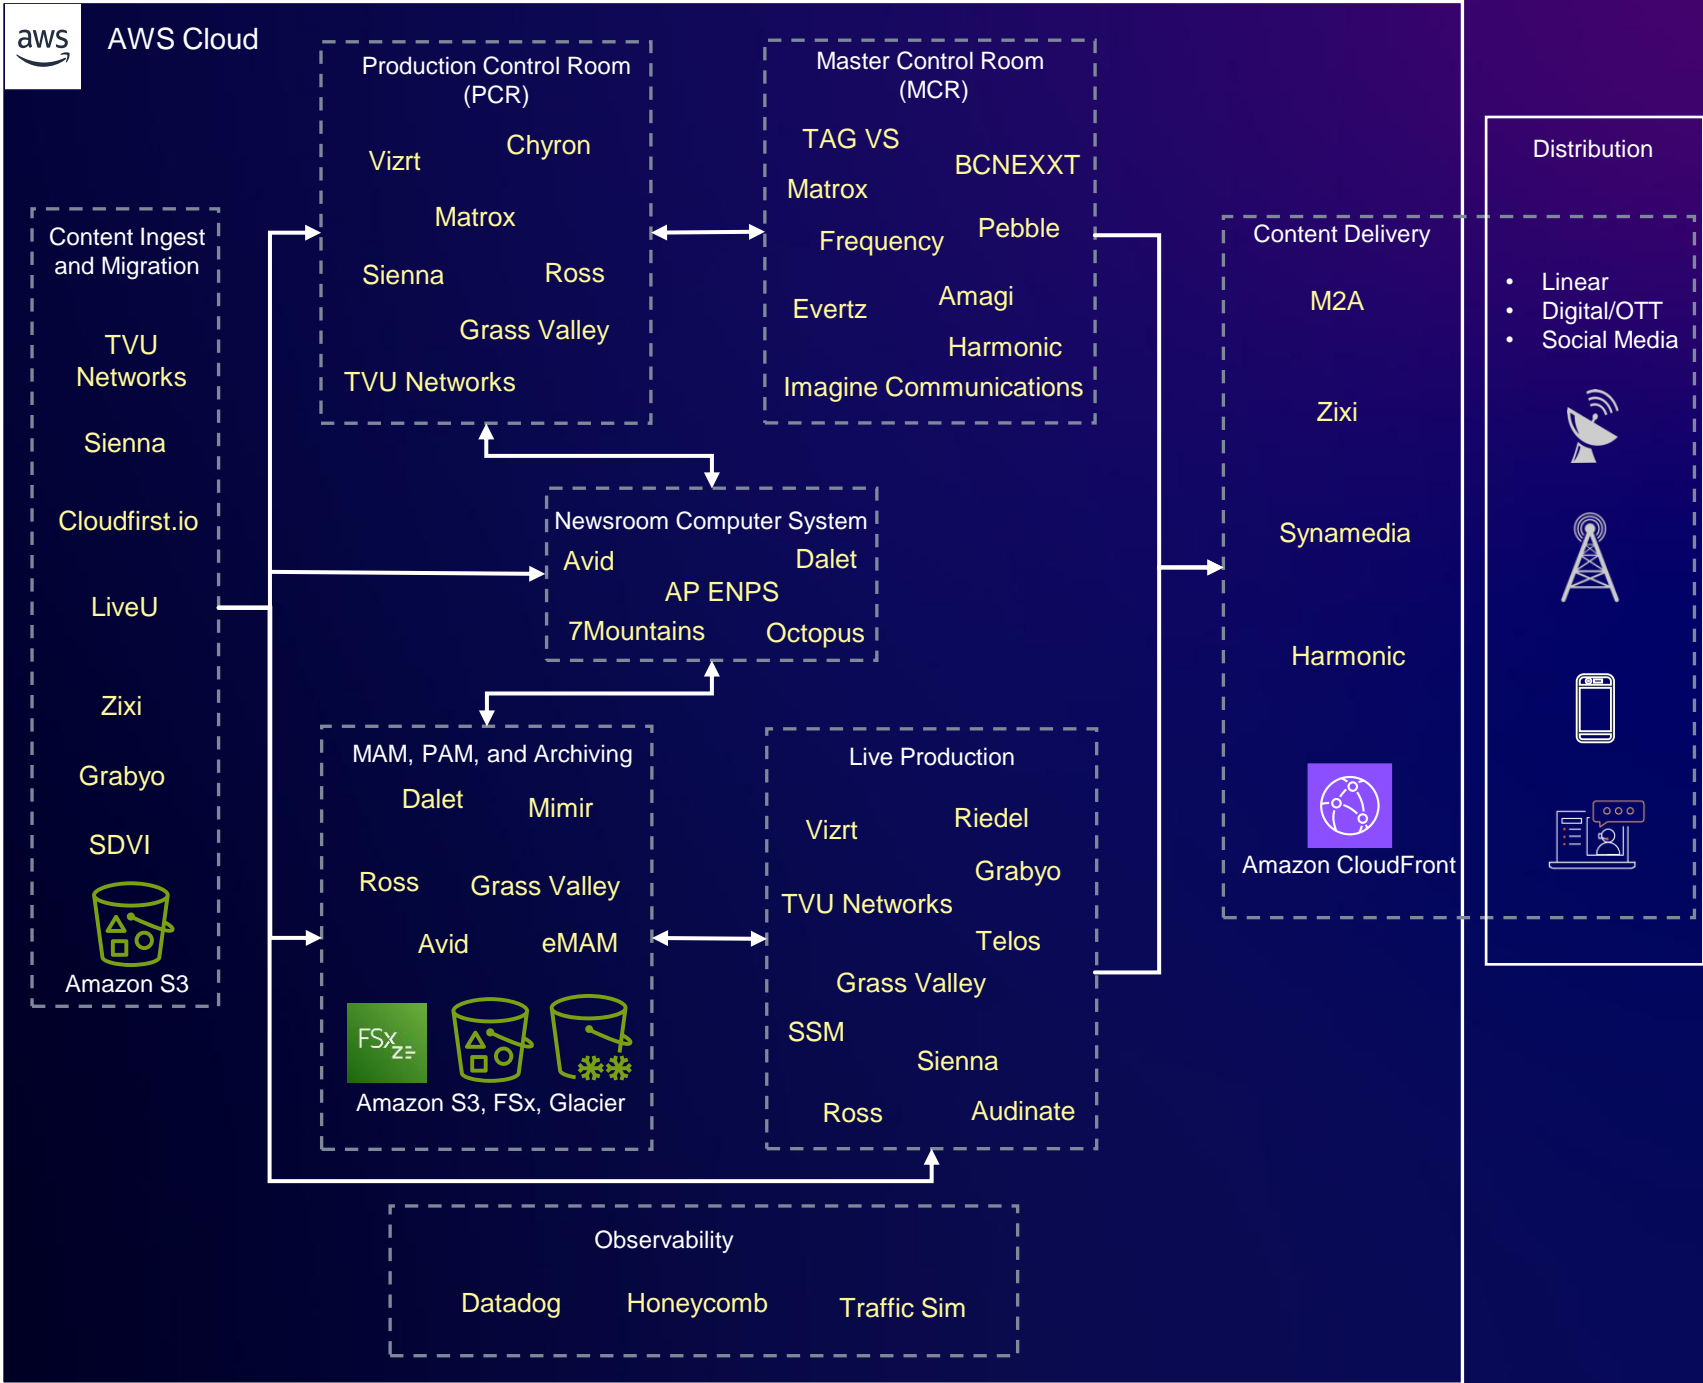 aws
AWS Cloud
Content Ingest
and Migration
TVU
Networks
Sienna
Cloudfirst.io
LiveU
Zixi
Grabyo
SDVI
Amazon S3
Production Control Room
(PCR)
Vizrt
Chyron
Matrox
Sienna
Ross
Grass Valley
TVU Networks
Master Control Room
(MCR)
TAG VS
BCNEXXT
Matrox
Pebble
Frequency
Amagi
Evertz
Harmonic
Imagine Communications
Newsroom Computer System
Avid
Dalet
AP ENPS
7Mountains
Octopus
MAM, PAM, and Archiving
Dalet
Mimir
Ross
Grass Valley
Avid
eMAM
FSx
Amazon S3, FSx, Glacier
Live Production
Vizrt
Riedel
Grabyo
TVU Networks
Telos
Grass Valley
SSM
Sienna
Ross
Audinate
Observability
Datadog
Honeycomb
Traffic Sim
Content Delivery
M2A
Zixi
Synamedia
Harmonic
Amazon CloudFront
Distribution
• Linear
• Digital/OTT
• Social Media